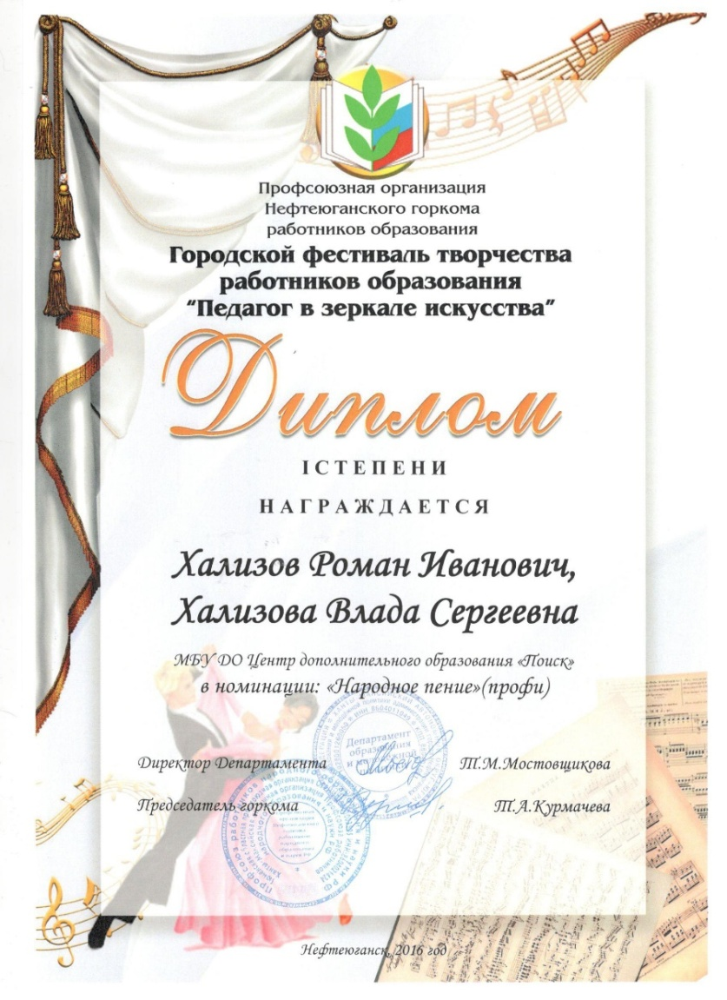 Профсоюзная организация
Нефтеюганского горкома
работников образования
Городской фестиваль творчества
работников образования
"Педагог в зеркале искусства"
Диплом
I СТЕПЕНИ
НАГРАЖДАЕТСЯ
Хализов Роман Иванович,
Хализова Влада Сергеевна
МБУ ДО Центр дополнительного образования «Поиск»
в номинации: «Народное пение»(профи)
Департамент
образования
и молодежной
Директор Департамента Т.М.Мостовщикова
Председатель горкома Т.А.Курмачева
Нефтеюганск, 2016 год